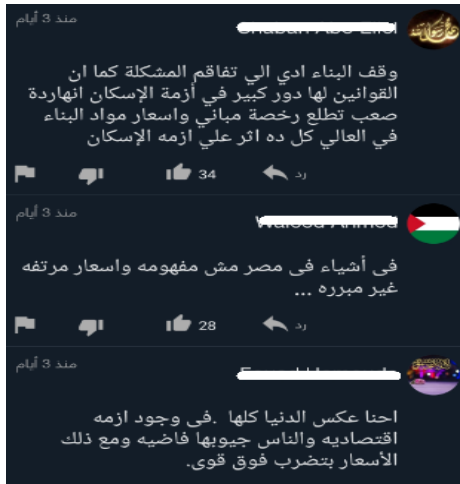 منذ 3 أيام
وقف البناء ادي الي تفاقم المشكلة كما ان
القوانين لها دور كبير في أزمة الإسكان انهاردة
صعب تطلع رخصة مباني واسعار مواد البناء
في العالي كل ده اثر علي ازمه الإسكان
رد 34
منذ 3 أيام
فى أشياء فى مصر مش مفهومه واسعار مرتفه
غير مبرره ...
رد 28
منذ 3 أيام
احنا عكس الدنيا كلها .فى وجود ازمه
اقتصاديه والناس جيوبها فاضيه ومع ذلك
الأسعار بتضرب فوق قوى.